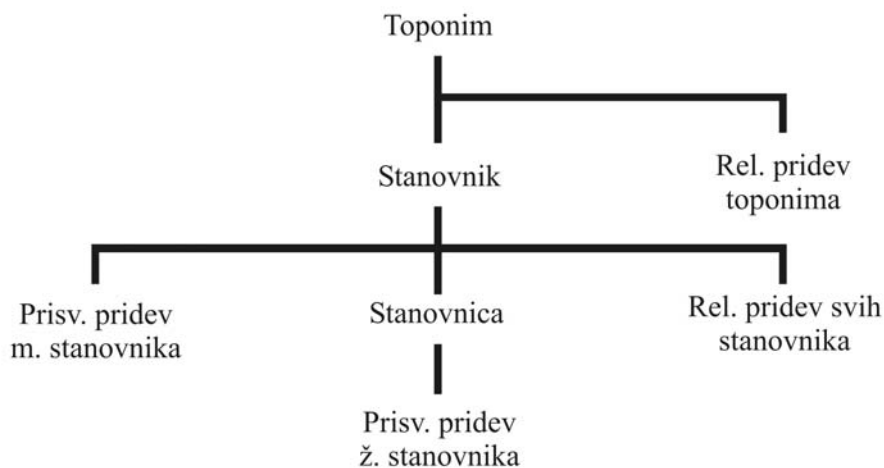 Toponim
Stanovnik
Rel. pridev
toponima
Prisv. pridev
m. stanovnika
Stanovnica
Rel. pridev svih
stanovnika
Prisv. pridev
ž. stanovnika